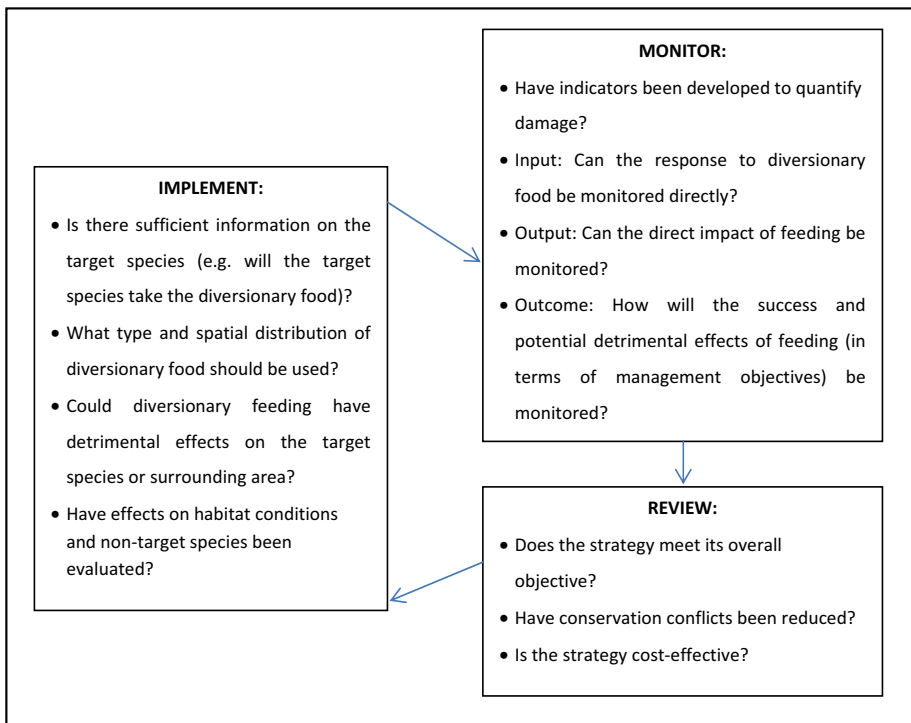 MONITOR:
• Have indicators been developed to quantify
damage?
• Input: Can the response to diversionary
food be monitored directly?
• Output: Can the direct impact of feeding be
monitored?
• Outcome: How will the success and
potential detrimental effects of feeding (in
terms of management objectives) be
monitored?
IMPLEMENT:
• Is there sufficient information on the
target species (e.g. will the target
species take the diversionary food)?
• What type and spatial distribution of
diversionary food should be used?
• Could diversionary feeding have
detrimental effects on the target
species or surrounding area?
• Have effects on habitat conditions
and non-target species been
evaluated?
REVIEW:
• Does the strategy meet its overall
objective?
• Have conservation conflicts been reduced?
• Is the strategy cost-effective?